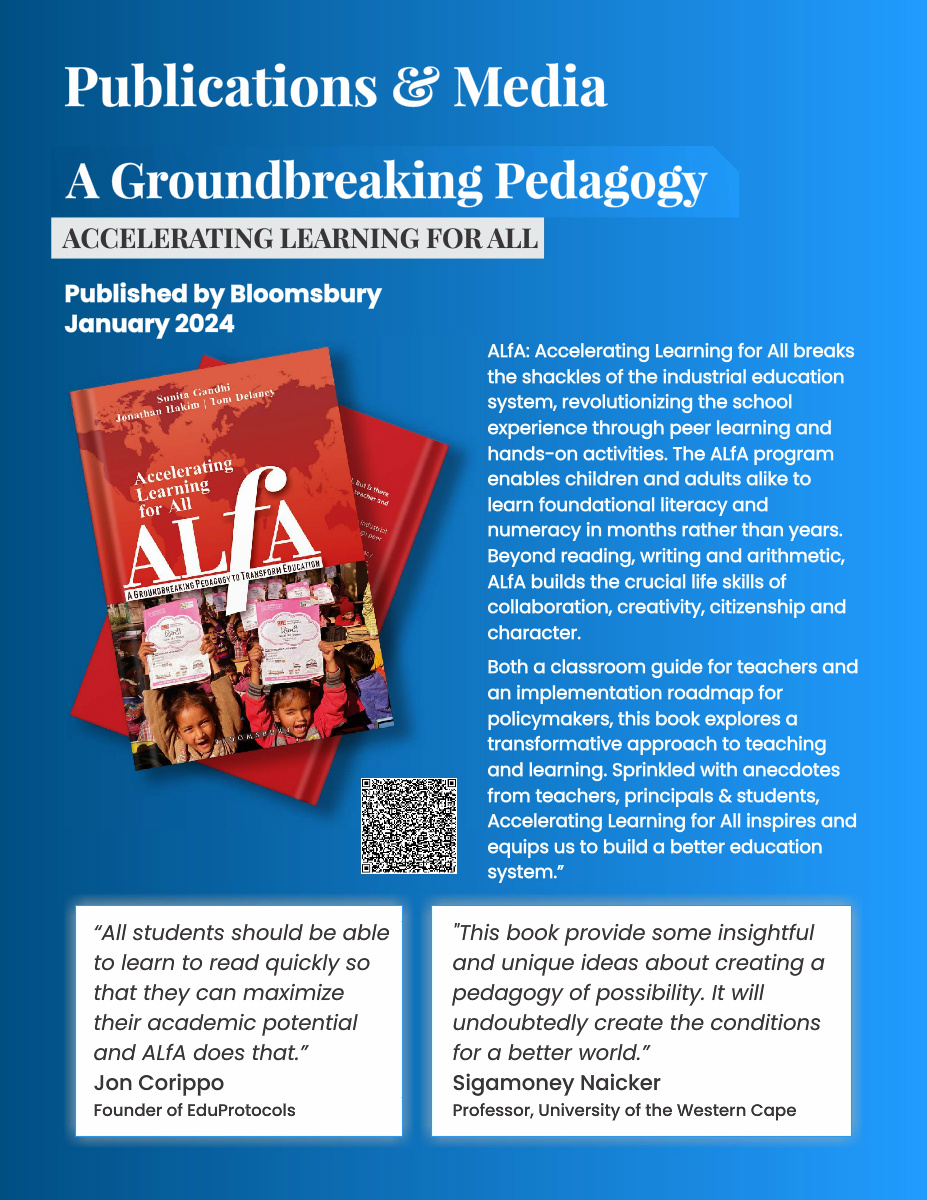 Publications & Media
A Groundbreaking Pedagogy
ACCELERATING LEARNING FOR ALL
Published by Bloomsbury
January 2024
Sunita Gandhi
Jonathan Hakim | Tom Delaney
Accelerating
Learning
for All
ALfA
A GROUNDBREAKING PEDAGOGY TO TRANSFORM EDUCATION
BLOOMSBURY
ALfA: Accelerating Learning for All breaks
the shackles of the industrial education
system, revolutionizing the school
experience through peer learning and
hands-on activities. The ALfA program
enables children and adults alike to
learn foundational literacy and
numeracy in months rather than years.
Beyond reading, writing and arithmetic,
ALfA builds the crucial life skills of
collaboration, creativity, citizenship and
character.
Both a classroom guide for teachers and
an implementation roadmap for
policymakers, this book explores a
transformative approach to teaching
and learning. Sprinkled with anecdotes
from teachers, principals & students,
Accelerating Learning for All inspires and
equips us to build a better education
system.”
“All students should be able
to learn to read quickly so
that they can maximize
their academic potential
and ALfA does that.”
Jon Corippo
Founder of EduProtocols
"This book provide some insightful
and unique ideas about creating a
pedagogy of possibility. It will
undoubtedly create the conditions
for a better world.”
Sigamoney Naicker
Professor, University of the Western Cape